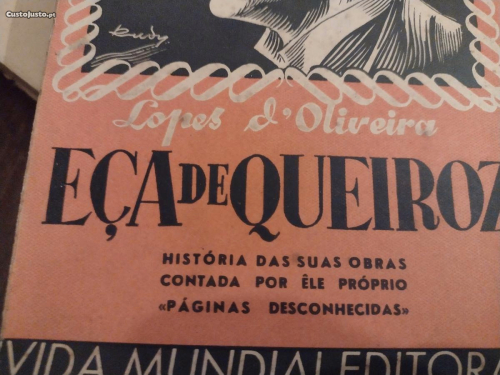 CustoJusto.pt
Rudy
Lopes d'Oliveira
EÇA DE QUEIROZ
HISTÓRIA DAS SUAS OBRAS
CONTADA POR ÊLE PRÓPRIO
«PÁGINAS DESCONHECIDAS»
VIDA MUNDIAL EDITORA